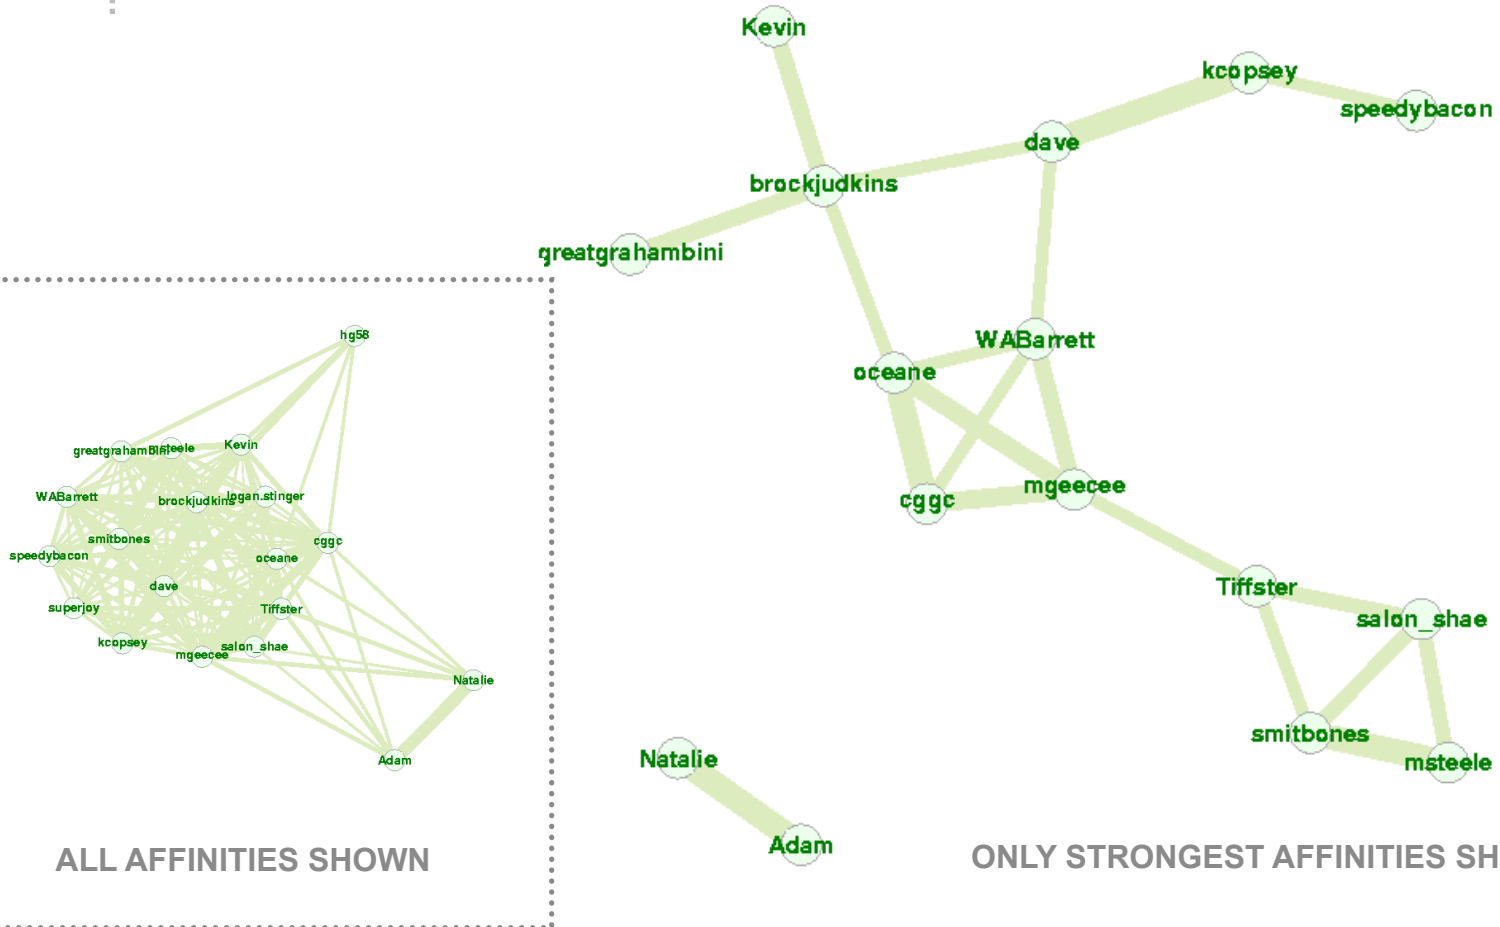 Kevin
kcopsey
speedybacon
dave
brockjudkins
greatgrahambini
WABarrett
oceane
mgeecee
cggc
Tiffster
salon_shae
smitbones
msteele
Natalie
Adam
ONLY STRONGEST AFFINITIES SH
hg58
Kevin
greatgrahambini
msteele
WABarrett
brockjudkins
logan.stinger
smitbones
cggc
speedybacon
oceane
dave
superjoy
Tiffster
kcopsey
salon_shae
mgeecee
Natalie
Adam
ALL AFFINITIES SHOWN